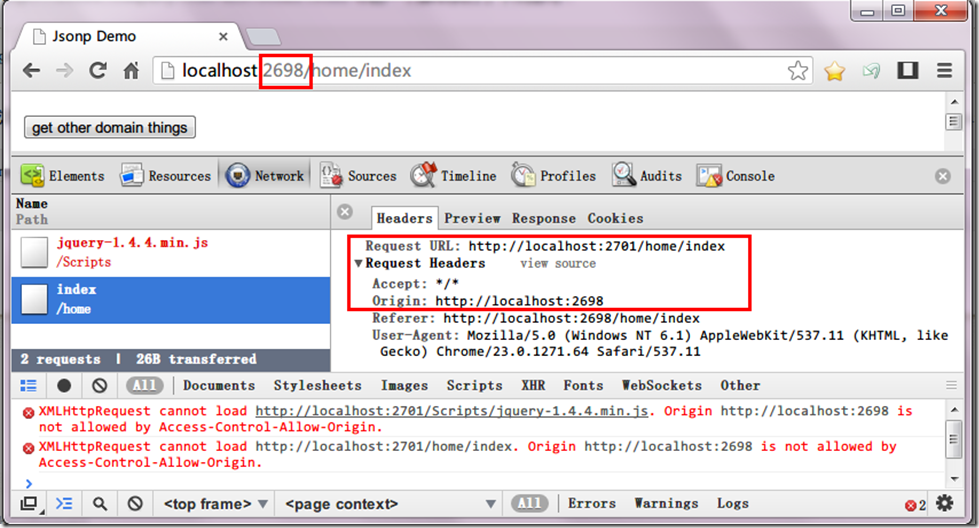 Jsonp Demo
localhost:2698/home/index
get other domain things
Elements Resources Network Sources Timeline Profiles Audits Console
Name
Path
Headers Preview Response Cookies
jquery-1.4.4.min.js
/Scripts
index
/home
Request URL: http://localhost:2701/home/index
▼Request Headers view source
Accept: */*
Origin: http://localhost:2698
Referer: http://localhost:2698/home/index
User-Agent: Mozilla/5.0 (Windows NT 6.1) AppleWebKit/537.11 (KHTML, like
Gecko) Chrome/23.0.1271.64 Safari/537.11
2 requests | 26B transferred
All Documents Stylesheets Images Scripts XHR Fonts WebSockets Other
XMLHttpRequest cannot load http://localhost:2701/Scripts/jquery-1.4.4.min.js. Origin http://localhost:2698 is
not allowed by Access-Control-Allow-Origin.
XMLHttpRequest cannot load http://localhost:2701/home/index. Origin http://localhost:2698 is not allowed by
Access-Control-Allow-Origin.
>
<top frame> ▼ <page context> ▼ All Errors Warnings Logs 2